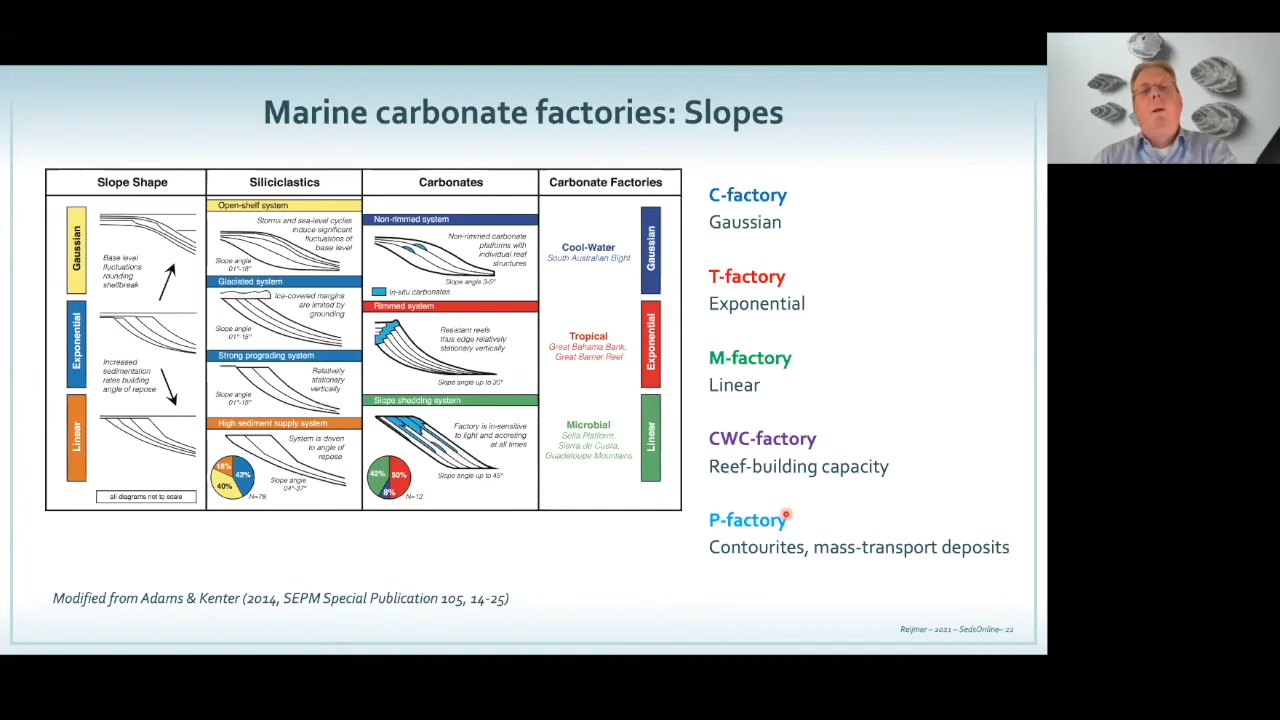 Marine carbonate factories: Slopes
Slope Shape
Siliciclastics
Carbonates
Carbonate Factories
Gaussian
Base level
fluctuations
rounding
shellbreak
Exponential
Increased
sedimentation
rates building
angle of repose
Linear
all diagrams not to scale
Open-shelf system
Storms and sea-level cycles
induce significant
fluctuations of
base level
Slope angle
01°-18°
Glaciated system
Ice-covered margins
are limited by
grounding
Slope angle
01°-15°
Strong prograding system
Relatively
stationary
vertically
Slope angle
01°-15°
High sediment supply system
System is driven
to angle of
repose
Slope angle
04°-37°
18%
42%
40%
N=78
Non-rimmed system
Non-rimmed carbonate
platforms with
individual reef
structures
Slope angle 3-5°
in-situ carbonates
Rimmed system
Resistant reefs
thus edge relatively
stationary vertically
Slope angle up to 30°
Slope shedding system
Factory is in-sensitive
to light and accreting
at all times
Slope angle up to 45°
42%
50%
8%
N=12
Cool-Water
South Australian Bight
Gaussian
Tropical
Great Bahama Bank,
Great Barrier Reef
Exponential
Microbial
Sella Platform,
Sierra de Cuera,
Guadeloupe Mountains
Linear
C-factory
Gaussian
T-factory
Exponential
M-factory
Linear
CWC-factory
Reef-building capacity
P-factory
Contourites, mass-transport deposits
Modified from Adams & Kenter (2014, SEPM Special Publication 105, 14-25)
Reijmer – 2021 – SedsOnline– 22